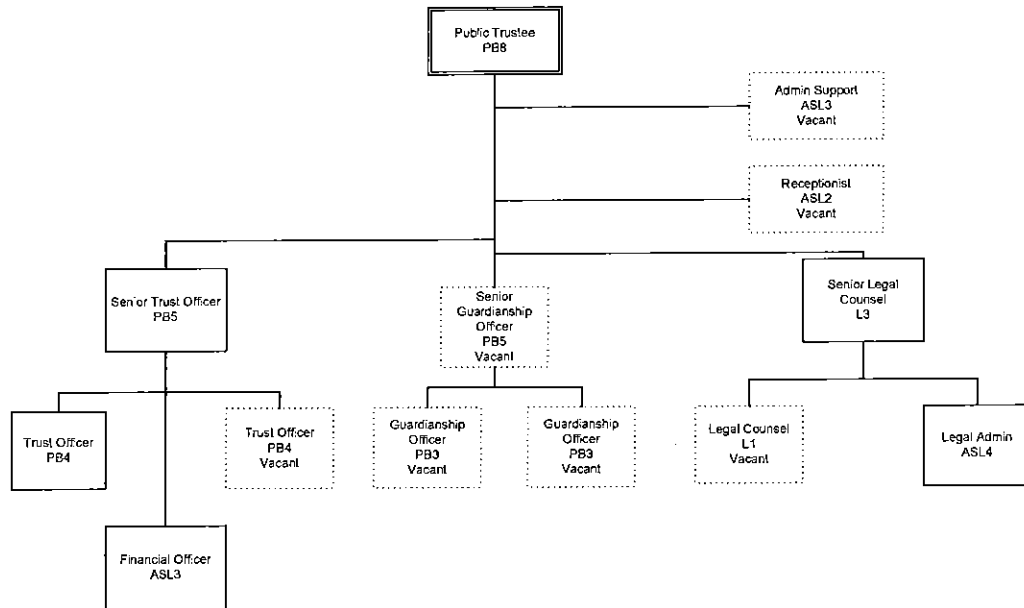 Public Trustee
PB8
Admin Support
ASL3
Vacant
Receptionist
ASL2
Vacant
Senior Trust Officer
PB5
Senior
Guardianship
Officer
PB5
Vacant
Senior Legal
Counsel
L3
Trust Officer
PB4
Trust Officer
PB4
Vacant
Guardianship
Officer
PB3
Vacant
Guardianship
Officer
PB3
Vacant
Legal Counsel
L1
Vacant
Legal Admin
ASL4
Financial Officer
ASL3